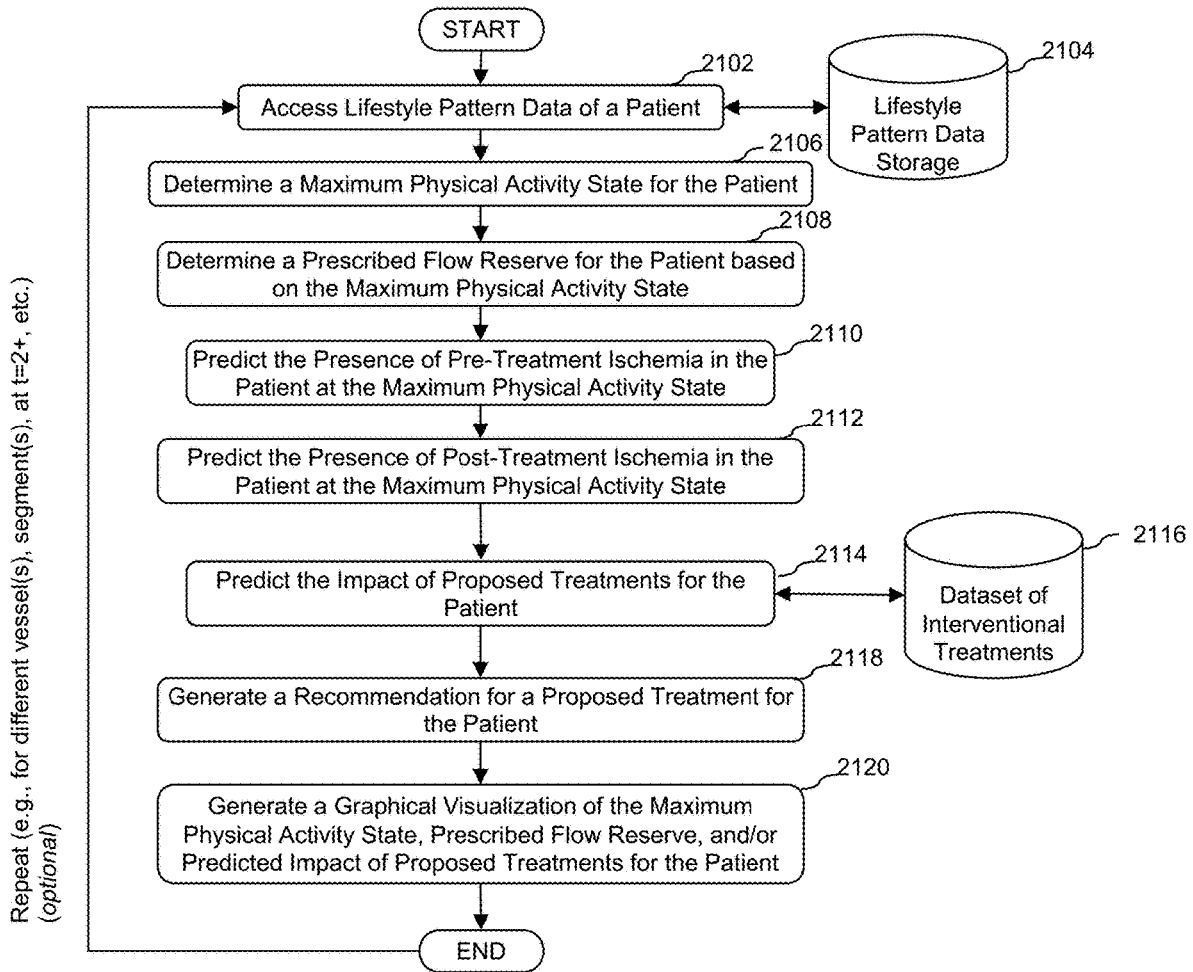 START
2102
Access Lifestyle Pattern Data of a Patient
2104
Lifestyle
Pattern Data
Storage
2106
Determine a Maximum Physical Activity State for the Patient
2108
Determine a Prescribed Flow Reserve for the Patient based
on the Maximum Physical Activity State
2110
Predict the Presence of Pre-Treatment Ischemia in the
Patient at the Maximum Physical Activity State
2112
Predict the Presence of Post-Treatment Ischemia in the
Patient at the Maximum Physical Activity State
2114
Predict the Impact of Proposed Treatments for the
Patient
2116
Dataset of
Interventional
Treatments
2118
Generate a Recommendation for a Proposed Treatment for
the Patient
2120
Generate a Graphical Visualization of the Maximum
Physical Activity State, Prescribed Flow Reserve, and/or
Predicted Impact of Proposed Treatments for the Patient
END
Repeat (e.g., for different vessel(s), segment(s), at t=2+, etc.)
(optional)